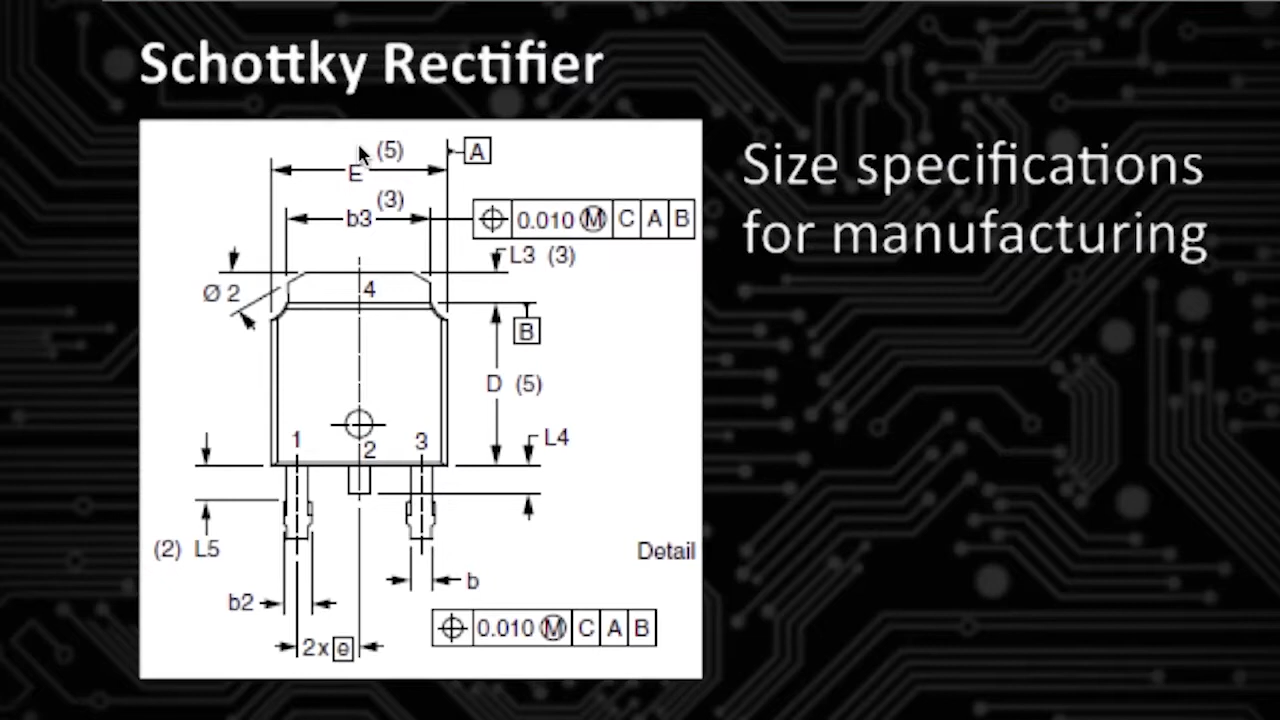 Schottky Rectifier
Size specifications
for manufacturing
(5)
E
A
(3)
b3
⌖ 0.010 Ⓜ C A B
L3 (3)
Ø 2
4
B
D (5)
1 2 3
L4
(2) L5
Detail
b
b2
⌖ 0.010 Ⓜ C A B
2x e